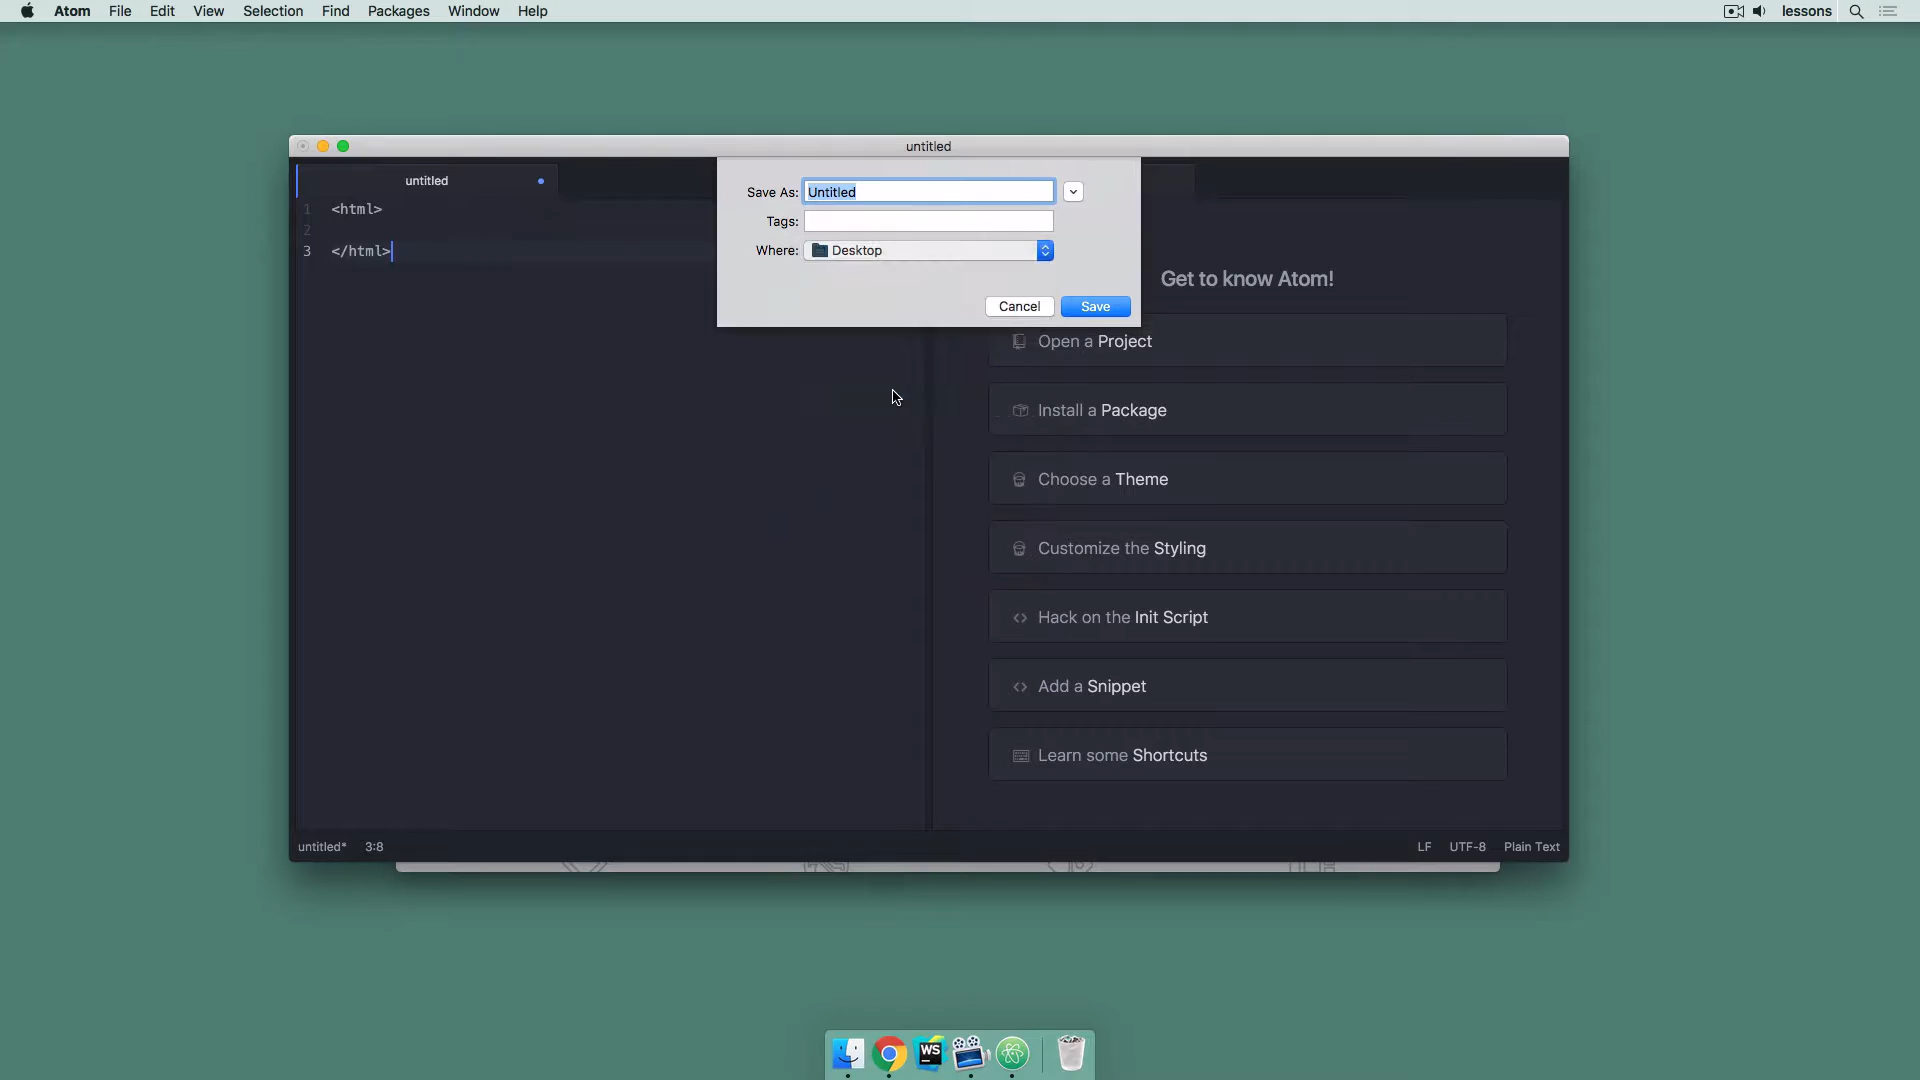 Atom File Edit View Selection Find Packages Window Help lessons
untitled
untitled
Save As: Untitled
Tags:
Where: Desktop
Cancel Save
1 <html>
2
3 </html>
Get to know Atom!
Open a Project
Install a Package
Choose a Theme
Customize the Styling
Hack on the Init Script
Add a Snippet
Learn some Shortcuts
untitled* 3:8 LF UTF-8 Plain Text
WS